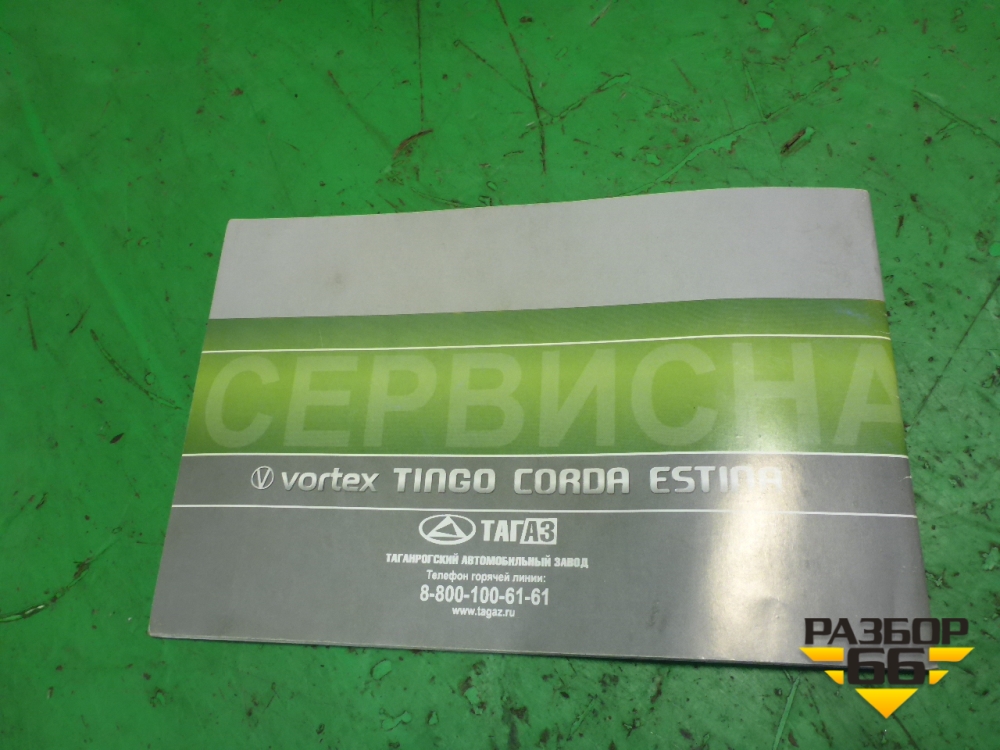 СЕРВИСНА
vortex TINGO CORDA ESTINA
ТАГАЗ
ТАГАНРОГСКИЙ АВТОМОБИЛЬНЫЙ ЗАВОД
Телефон горячей линии:
8-800-100-61-61
www.tagaz.ru
РАЗБОР
66